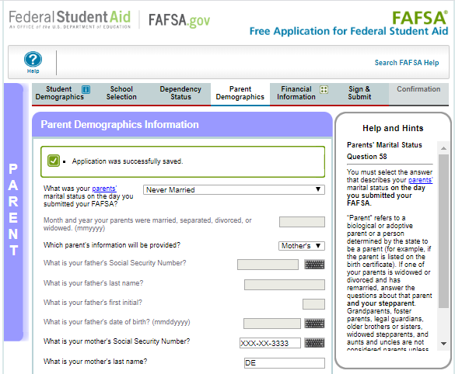 Federal Student Aid
AN OFFICE of the U.S. DEPARTMENT of EDUCATION
FAFSA.gov
FAFSA®
Free Application for Federal Student Aid
?
Help
Search FAFSA Help
Student Demographics
School Selection
Dependency Status
Parent Demographics
Financial Information
Sign & Submit
Confirmation
PARENT
Parent Demographics Information
Application was successfully saved.
What was your parents'
marital status on the day you
submitted your FAFSA?
Never Married
Month and year your parents were married, separated, divorced, or
widowed. (mmyyyy)
Which parent's information will be provided?
Mother's
What is your father's Social Security Number?
What is your father's last name?
What is your father's first initial?
What is your father's date of birth? (mmddyyyy)
What is your mother's Social Security Number?
XXX-XX-3333
What is your mother's last name?
DE
Help and Hints
Parents' Marital Status
Question 58
You must select the answer
that describes your parents'
marital status on the day
you submitted your
FAFSA.
"Parent" refers to a
biological or adoptive
parent or a person
determined by the state to
be a parent (for example, if
the parent is listed on the
birth certificate). If one of
your parents is widowed or
divorced and has
remarried, answer the
questions about that parent
and your stepparent.
Grandparents, foster
parents, legal guardians,
older brothers or sisters,
widowed stepparents, and
aunts and uncles are not
considered parents unless